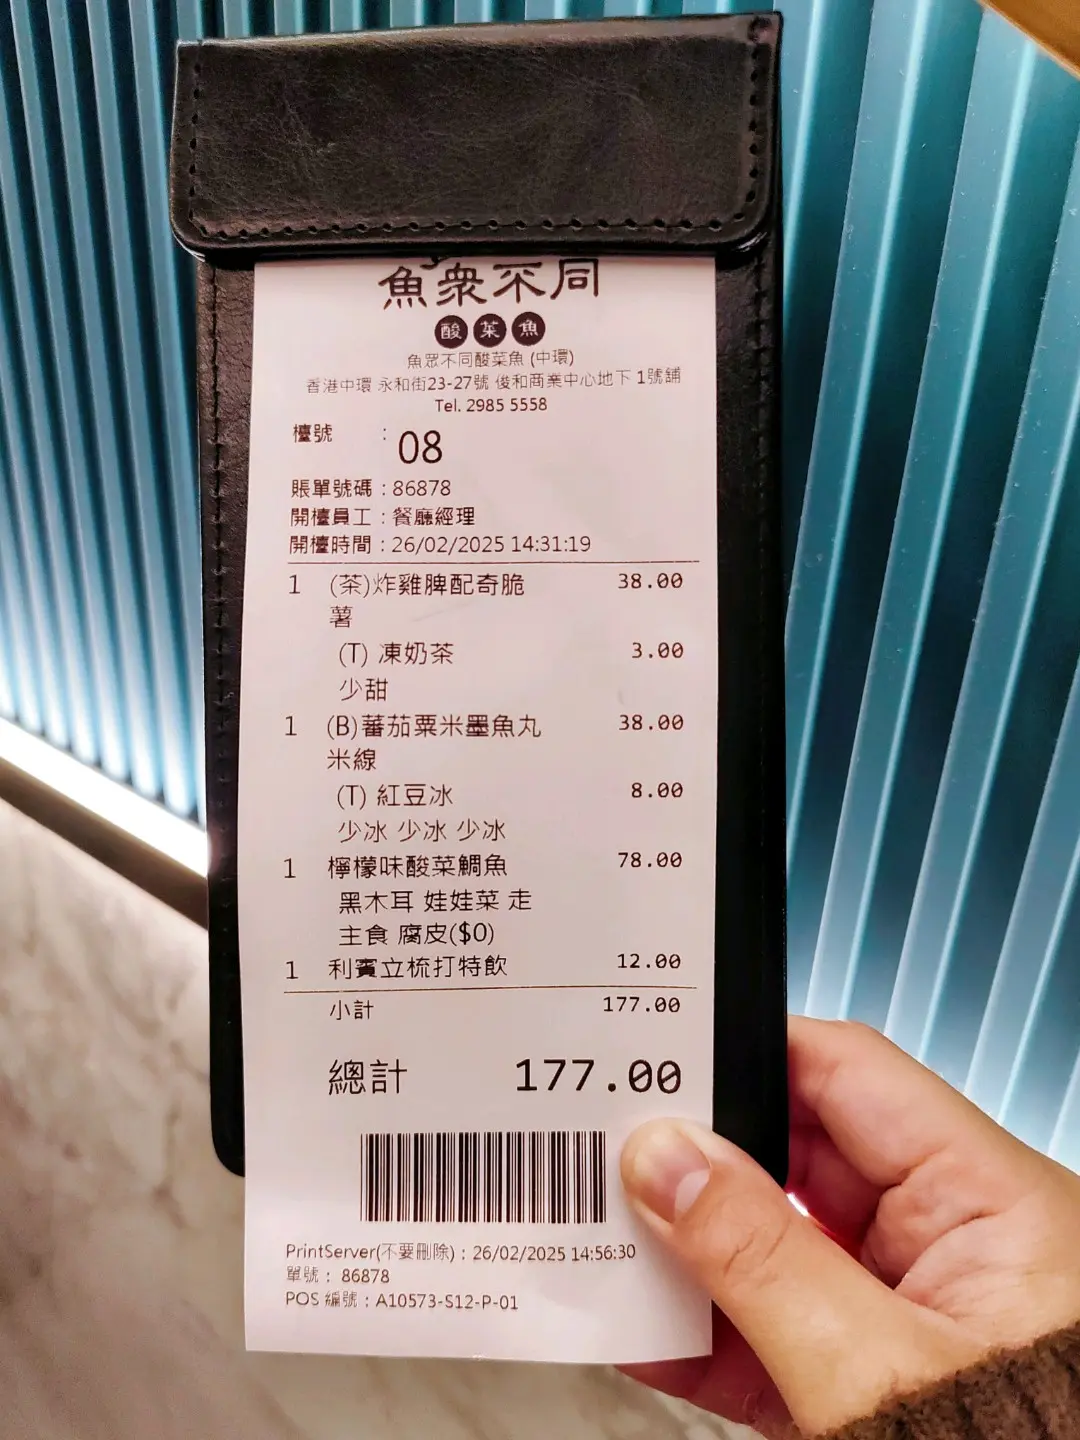 魚衆不同
酸菜魚
魚眾不同酸菜魚 (中環)
香港中環 永和街23-27號 俊和商業中心地下 1號舖
Tel. 2985 5558
檯號 : 08
賬單號碼 : 86878
開檯員工 : 餐廳經理
開檯時間 : 26/02/2025 14:31:19
1 (茶)炸雞脾配奇脆 38.00
薯
(T) 凍奶茶 3.00
少甜
1 (B)蕃茄粟米墨魚丸 38.00
米線
(T) 紅豆冰 8.00
少冰 少冰 少冰
1 檸檬味酸菜鯛魚 78.00
黑木耳 娃娃菜 走
主食 腐皮($0)
1 利賓立梳打特飲 12.00
小計 177.00
總計 177.00
PrintServer(不要刪除) : 26/02/2025 14:56:30
單號 : 86878
POS 編號 : A10573-S12-P-01